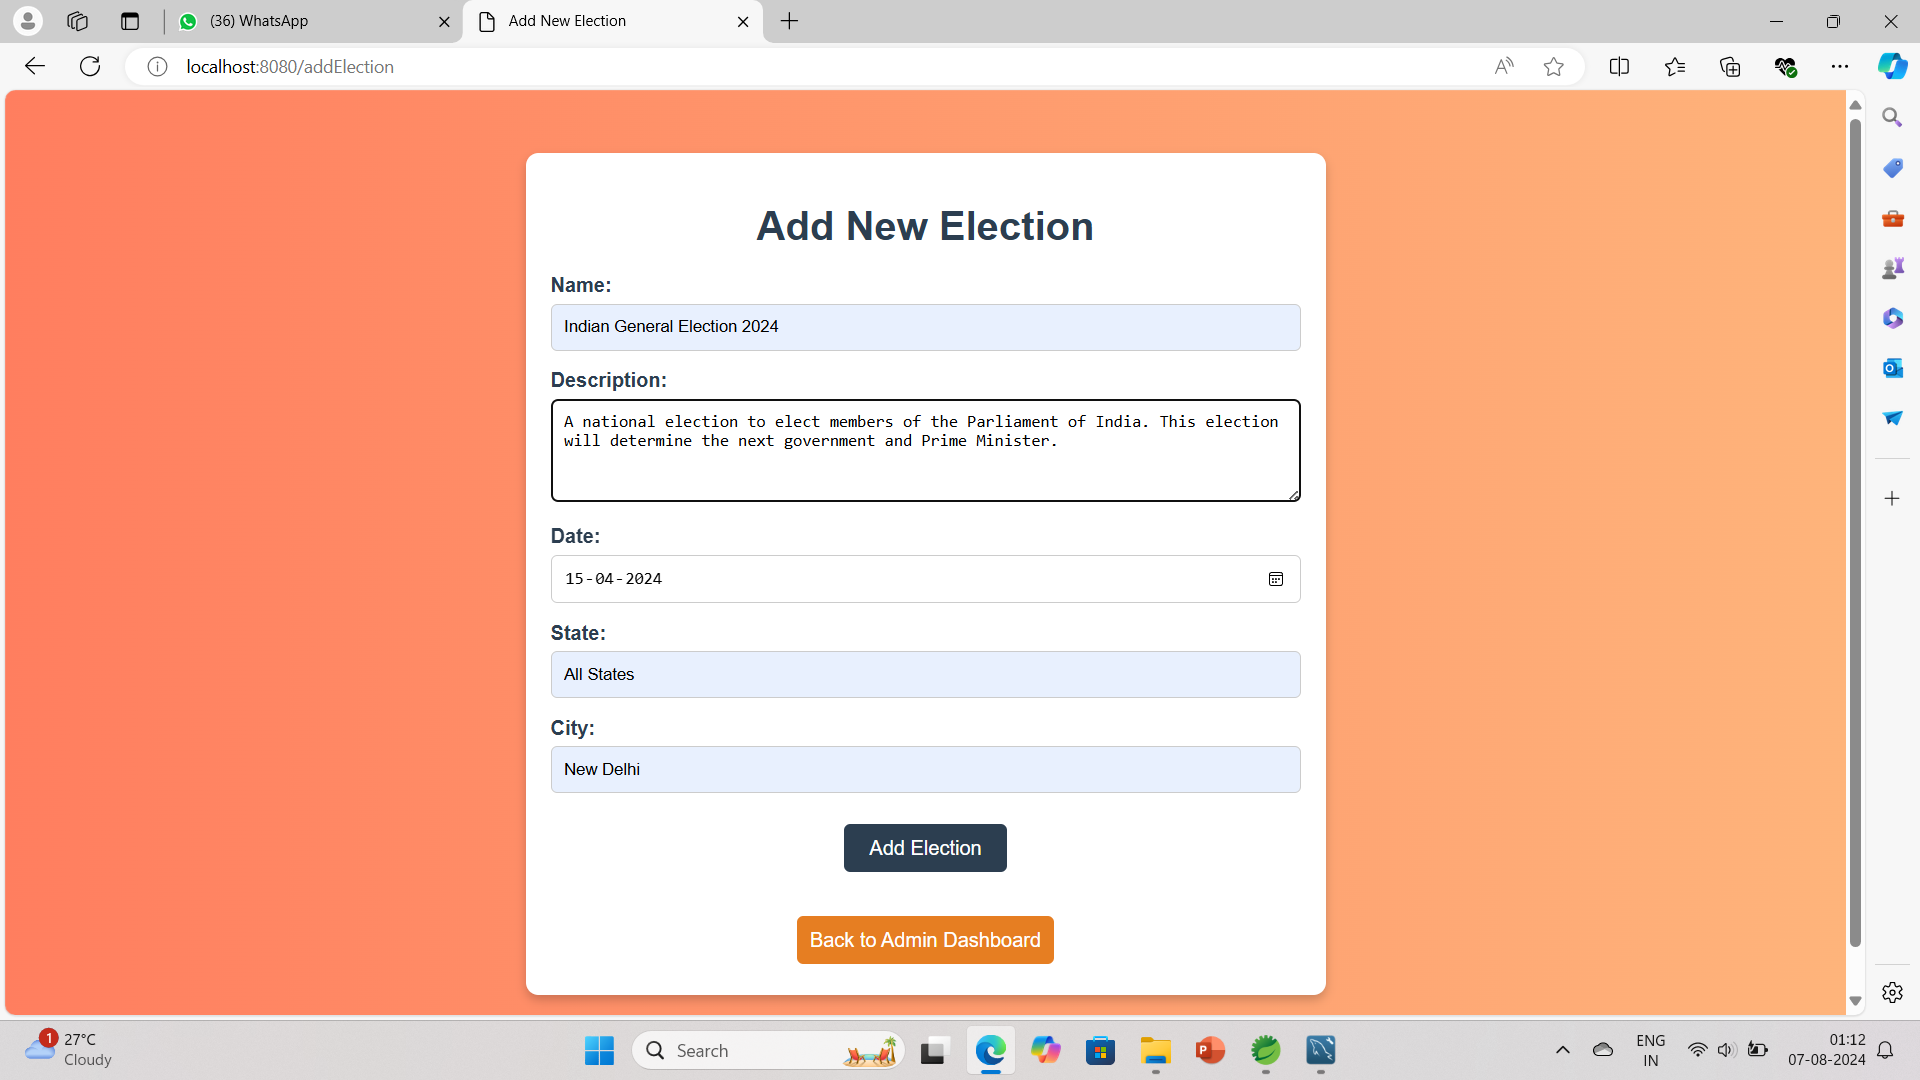 (36) WhatsApp
Add New Election
localhost:8080/addElection
Add New Election
Name:
Indian General Election 2024
Description:
A national election to elect members of the Parliament of India. This election
will determine the next government and Prime Minister.
Date:
15-04-2024
State:
All States
City:
New Delhi
Add Election
Back to Admin Dashboard
1
27°C
Cloudy
Search
ENG
IN
01:12
07-08-2024